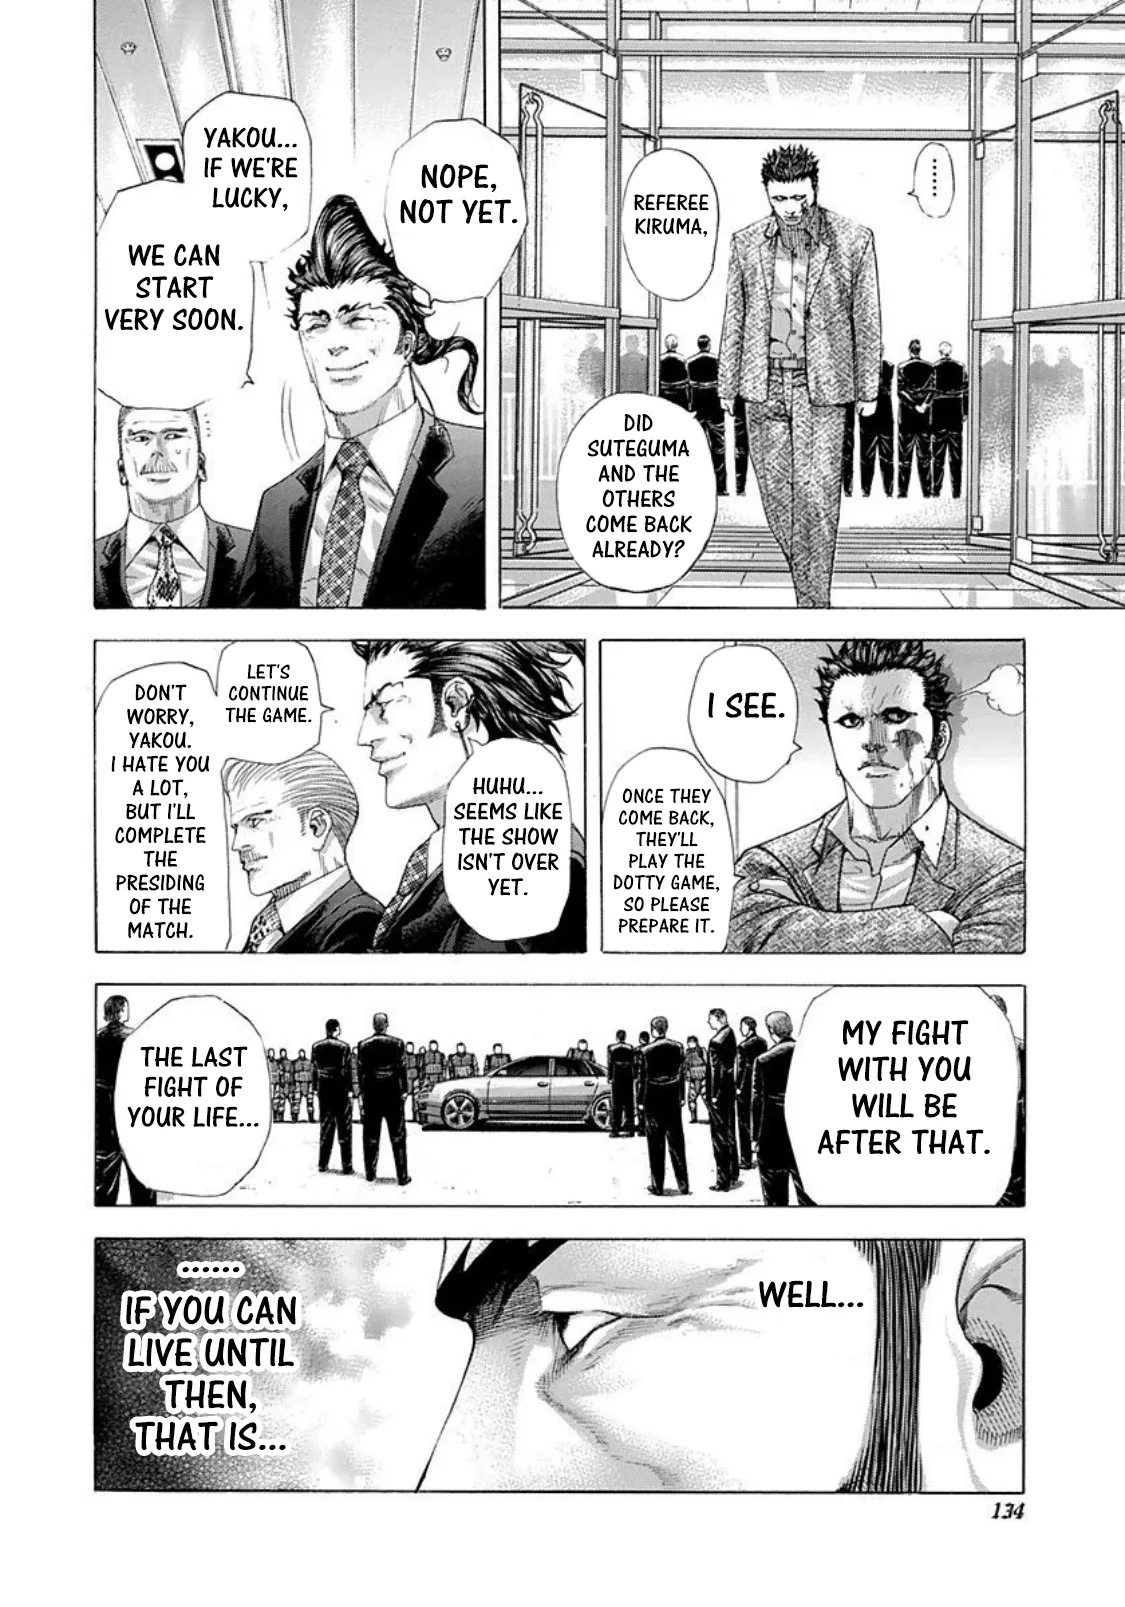 ......
REFEREE
KIRUMA,
DID
SUTEGUMA
AND THE
OTHERS
COME BACK
ALREADY?
NOPE,
NOT YET.
YAKOU...
IF WE'RE
LUCKY,
WE CAN
START
VERY SOON.
I SEE.
ONCE THEY
COME BACK,
THEY'LL
PLAY THE
DOTTY GAME,
SO PLEASE
PREPARE IT.
HUHU...
SEEMS LIKE
THE SHOW
ISN'T OVER
YET.
LET'S
CONTINUE
THE GAME.
DON'T
WORRY,
YAKOU.
I HATE YOU
A LOT,
BUT I'LL
COMPLETE
THE
PRESIDING
OF THE
MATCH.
MY FIGHT
WITH YOU
WILL BE
AFTER THAT.
THE LAST
FIGHT OF
YOUR LIFE...
WELL...
......
IF YOU CAN
LIVE UNTIL
THEN,
THAT IS...
134